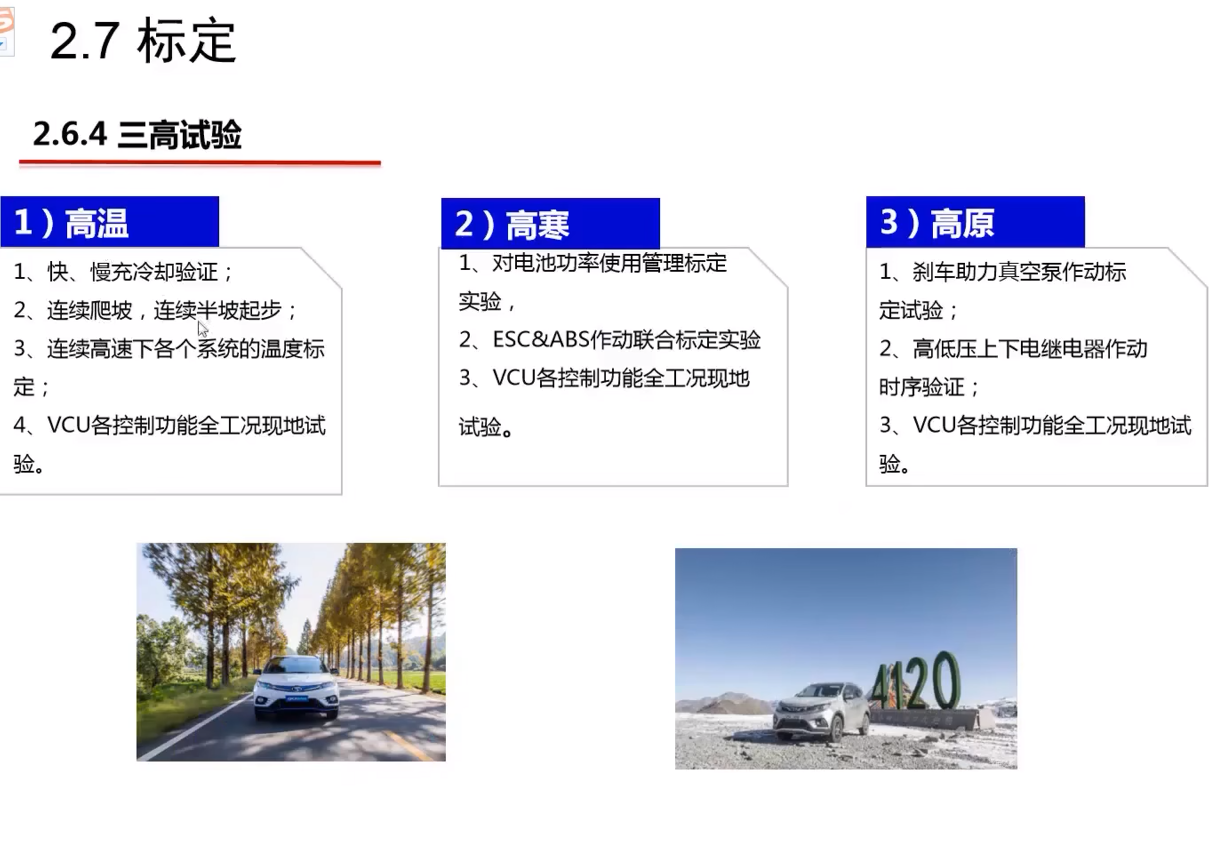 2.7 标定
2.6.4 三高试验
1）高温
1、快、慢充冷却验证；
2、连续爬坡，连续半坡起步；
3、连续高速下各个系统的温度标
定；
4、VCU各控制功能全工况现地试
验。
2）高寒
1、对电池功率使用管理标定
实验，
2、ESC&ABS作动联合标定实验
3、VCU各控制功能全工况现地
试验。
3）高原
1、刹车助力真空泵作动标
定试验；
2、高低压上下电继电器作动
时序验证；
3、VCU各控制功能全工况现地试
验。
4120